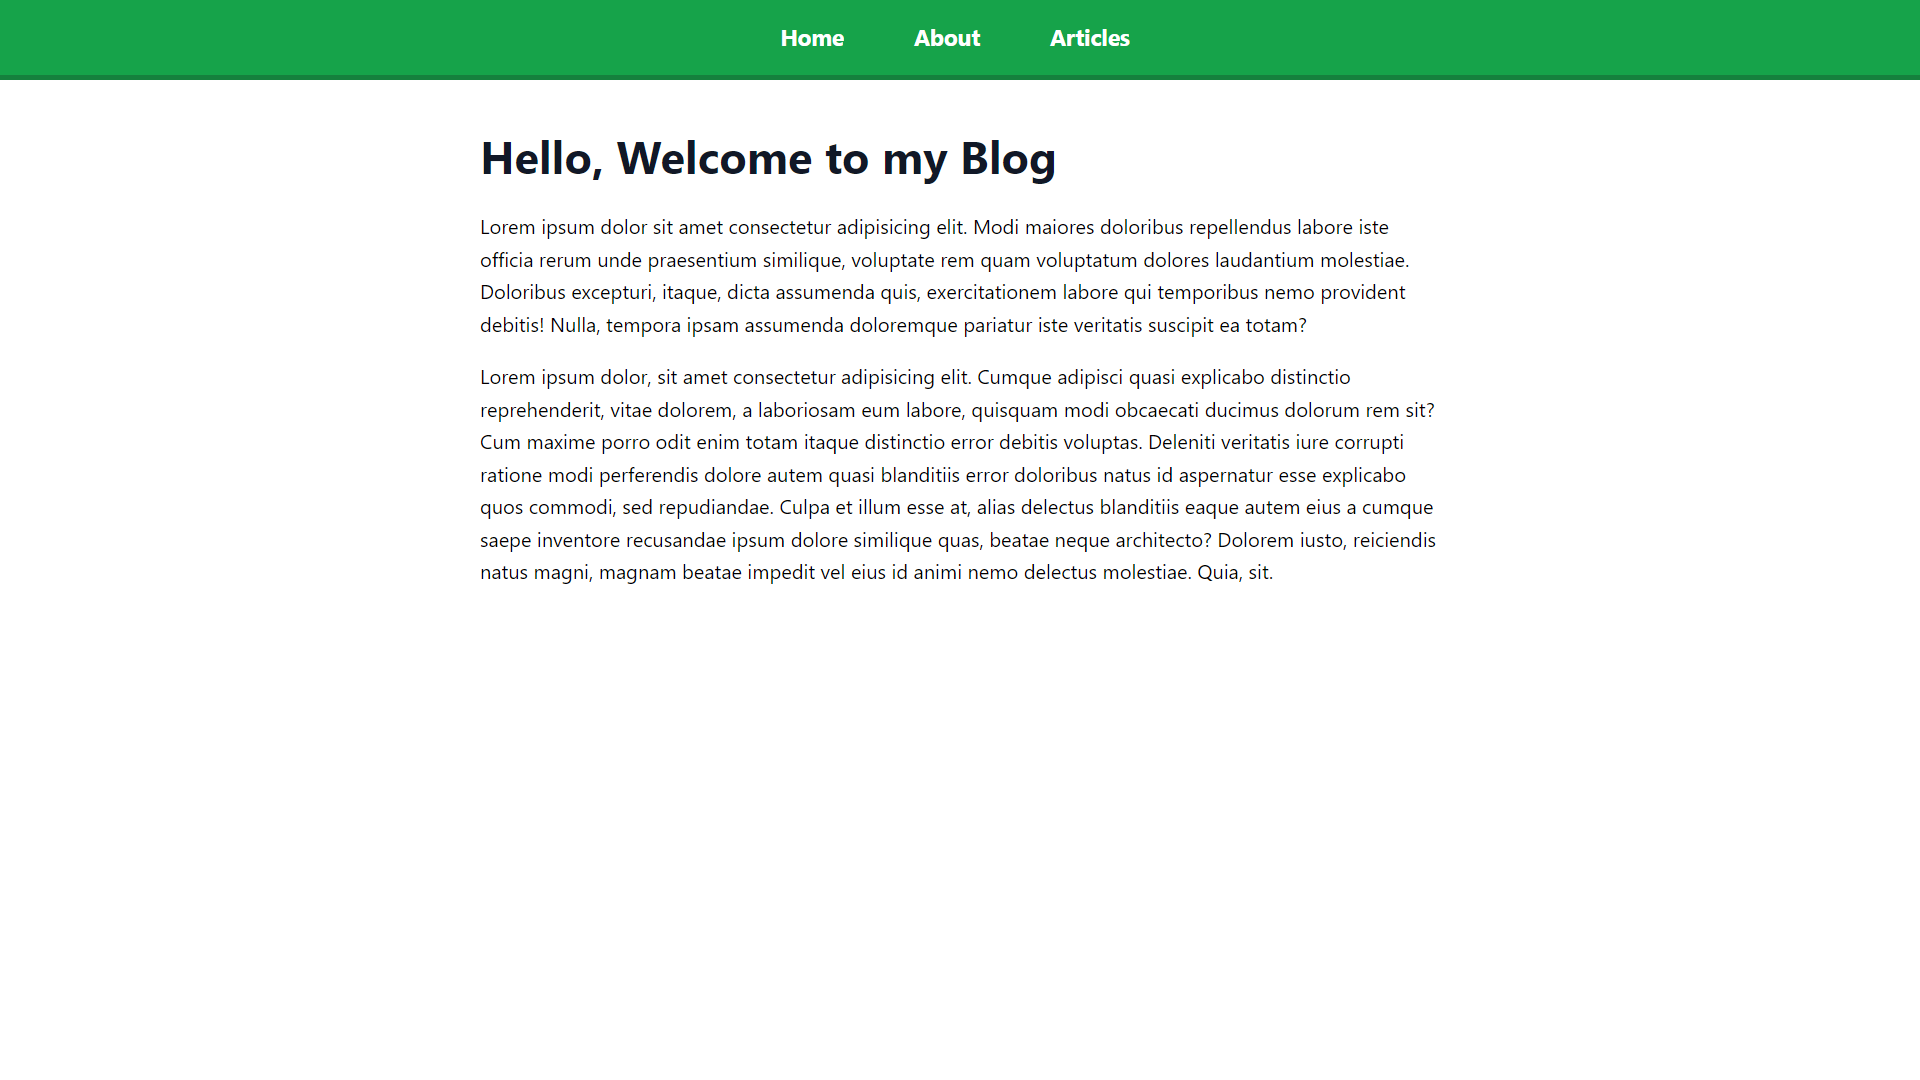 Home About Articles
Hello, Welcome to my Blog
Lorem ipsum dolor sit amet consectetur adipisicing elit. Modi maiores doloribus repellendus labore iste
officia rerum unde praesentium similique, voluptate rem quam voluptatum dolores laudantium molestiae.
Doloribus excepturi, itaque, dicta assumenda quis, exercitationem labore qui temporibus nemo provident
debitis! Nulla, tempora ipsam assumenda doloremque pariatur iste veritatis suscipit ea totam?
Lorem ipsum dolor, sit amet consectetur adipisicing elit. Cumque adipisci quasi explicabo distinctio
reprehenderit, vitae dolorem, a laboriosam eum labore, quisquam modi obcaecati ducimus dolorum rem sit?
Cum maxime porro odit enim totam itaque distinctio error debitis voluptas. Deleniti veritatis iure corrupti
ratione modi perferendis dolore autem quasi blanditiis error doloribus natus id aspernatur esse explicabo
quos commodi, sed repudiandae. Culpa et illum esse at, alias delectus blanditiis eaque autem eius a cumque
saepe inventore recusandae ipsum dolore similique quas, beatae neque architecto? Dolorem iusto, reiciendis
natus magni, magnam beatae impedit vel eius id animi nemo delectus molestiae. Quia, sit.